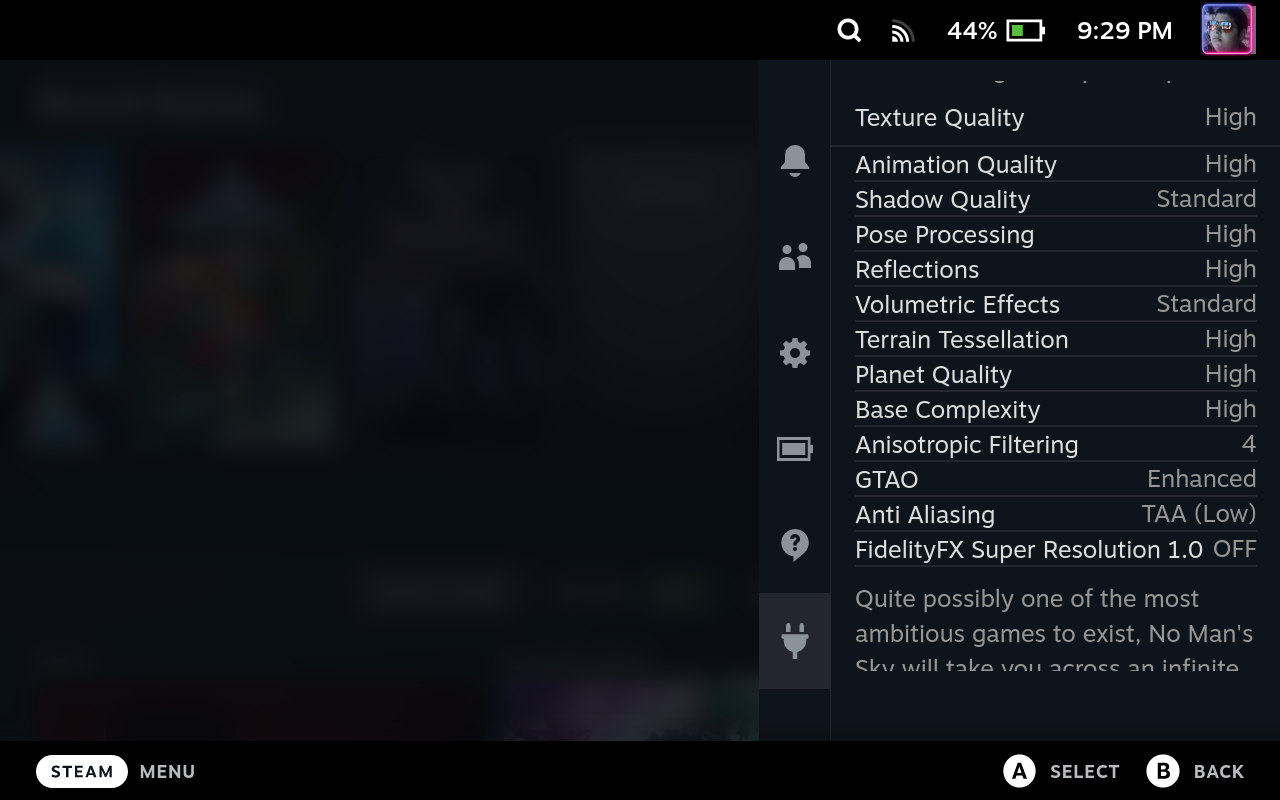 44%
9:29 PM
Texture Quality High
Animation Quality High
Shadow Quality Standard
Pose Processing High
Reflections High
Volumetric Effects Standard
Terrain Tessellation High
Planet Quality High
Base Complexity High
Anisotropic Filtering 4
GTAO Enhanced
Anti Aliasing TAA (Low)
FidelityFX Super Resolution 1.0 OFF
Quite possibly one of the most
ambitious games to exist, No Man's
Sky will take you across an infinite
STEAM MENU
A SELECT B BACK